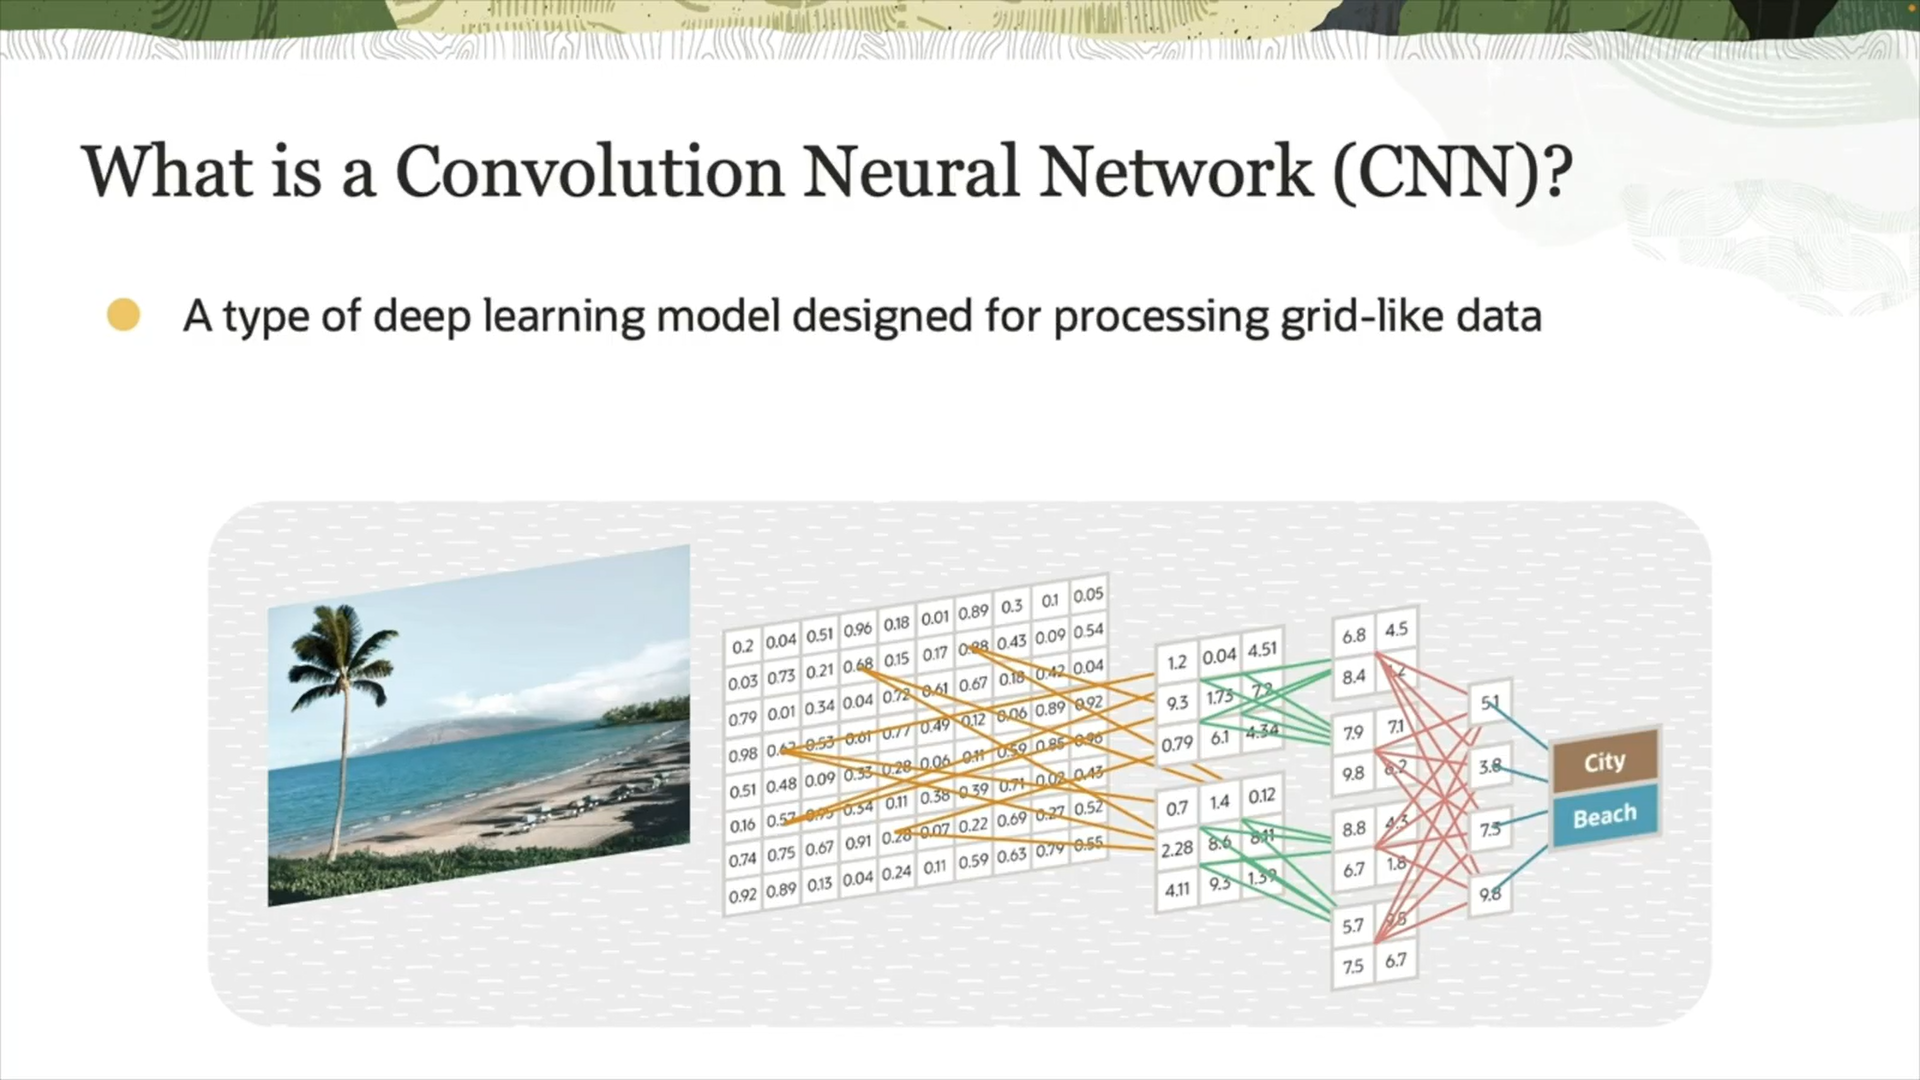 What is a Convolution Neural Network (CNN)?
A type of deep learning model designed for processing grid-like data
0.2 0.04 0.51 0.96 0.18 0.01 0.89 0.3 0.1 0.05
0.03 0.73 0.21 0.68 0.15 0.17 0.88 0.43 0.09 0.54
0.79 0.01 0.34 0.04 0.72 0.61 0.67 0.18 0.42 0.04
0.98 0.53 0.61 0.77 0.49 0.12 0.06 0.89 0.92
0.51 0.48 0.09 0.33 0.28 0.06 0.11 0.59 0.85 0.96
0.16 0.57 0.54 0.11 0.38 0.39 0.71 0.02 0.43
0.74 0.75 0.67 0.91 0.28 0.07 0.22 0.69 0.27 0.52
0.92 0.89 0.13 0.04 0.24 0.11 0.59 0.63 0.79 0.55
1.2 0.04 4.51
9.3 1.75 7.2
0.79 6.1 4.34
0.7 1.4 0.12
2.28 8.6 8.11
4.11 9.3 1.39
6.8 4.5
8.4
7.9 7.1
9.8 6.2
8.8 4.3
6.7 1.8
5.7 9.5
7.5 6.7
5.1
3.8
7.5
9.8
City
Beach